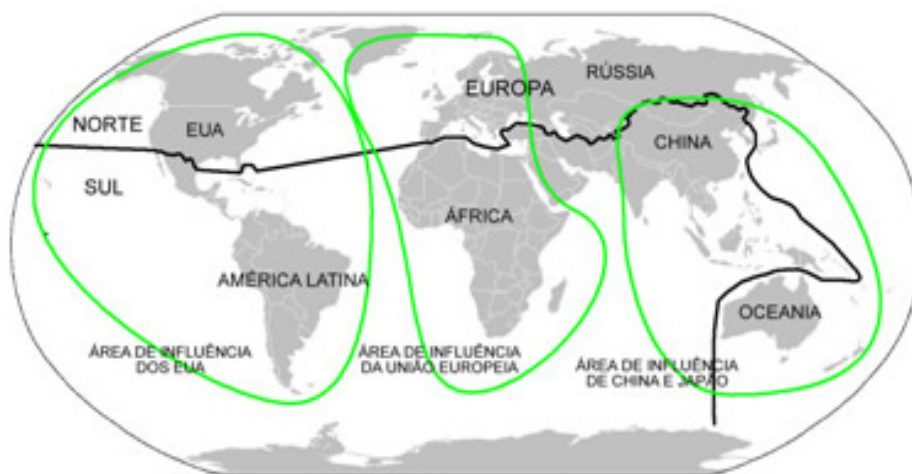 RÚSSIA
EUROPA
NORTE
EUA
CHINA
SUL
ÁFRICA
AMÉRICA LATINA
OCEANIA
ÁREA DE INFLUÊNCIA
DOS EUA
ÁREA DE INFLUÊNCIA
DA UNIÃO EUROPEIA
ÁREA DE INFLUÊNCIA
DE CHINA E JAPÃO